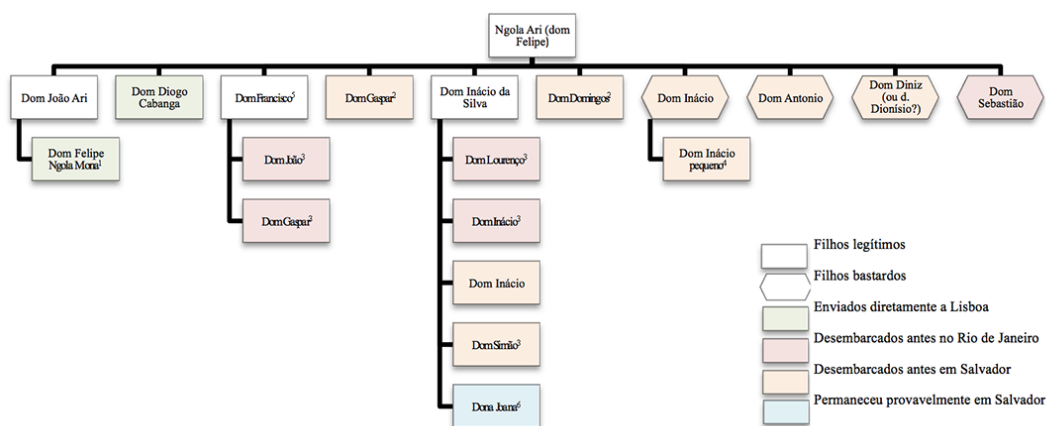 Ngola Ari (dom
Felipe)
Dom João Ari
Dom Diogo
Cabanga
Dom Francisco⁵
Dom Gaspar²
Dom Inácio da
Silva
Dom Domingos²
Dom Inácio
Dom Antonio
Dom Diniz
(ou d.
Dionísio?)
Dom
Sebastião
Dom Felipe
Ngola Mona¹
Dom João³
Dom Lourenço³
Dom Inácio
pequeno⁴
Dom Gaspar³
Dom Inácio³
Dom Inácio
Dom Simão³
Dona Joana⁶
Filhos legítimos
Filhos bastardos
Enviados diretamente a Lisboa
Desembarcados antes no Rio de Janeiro
Desembarcados antes em Salvador
Permaneceu provavelmente em Salvador